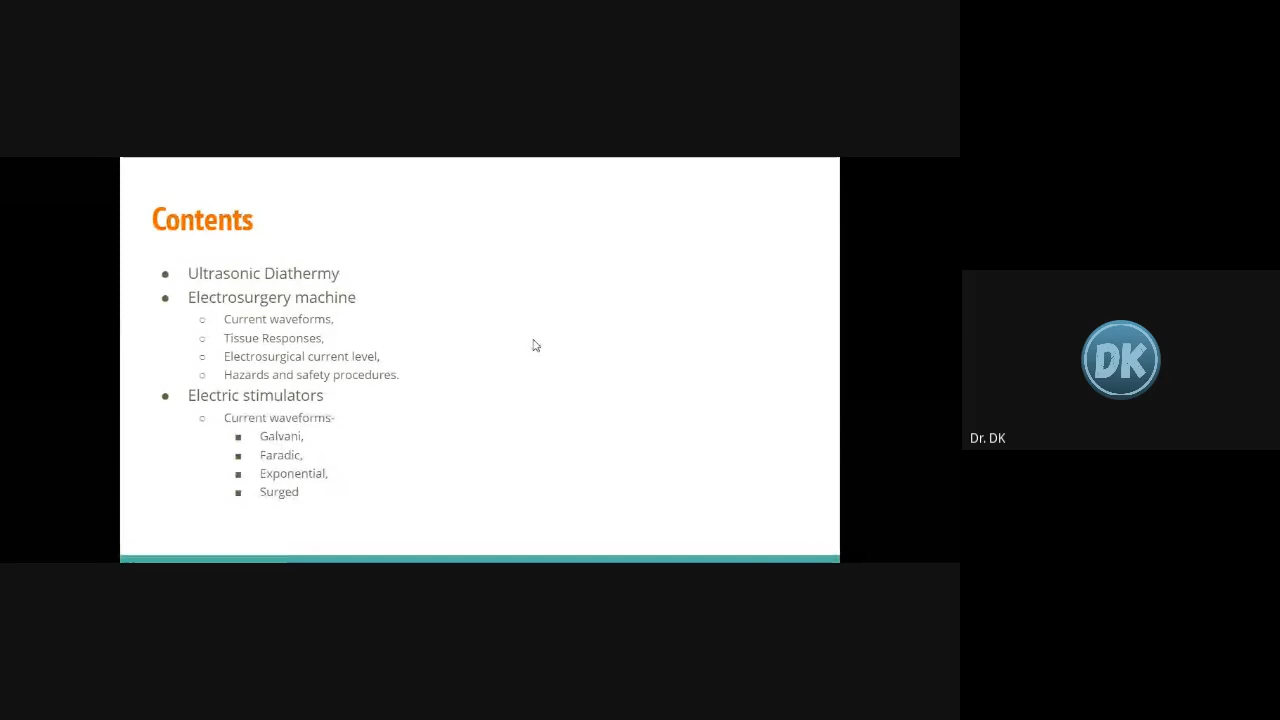 Contents
Ultrasonic Diathermy
Electrosurgery machine
Current waveforms,
Tissue Responses,
Electrosurgical current level,
Hazards and safety procedures.
Electric stimulators
Current waveforms-
Galvani,
Faradic,
Exponential,
Surged
DK
Dr. DK